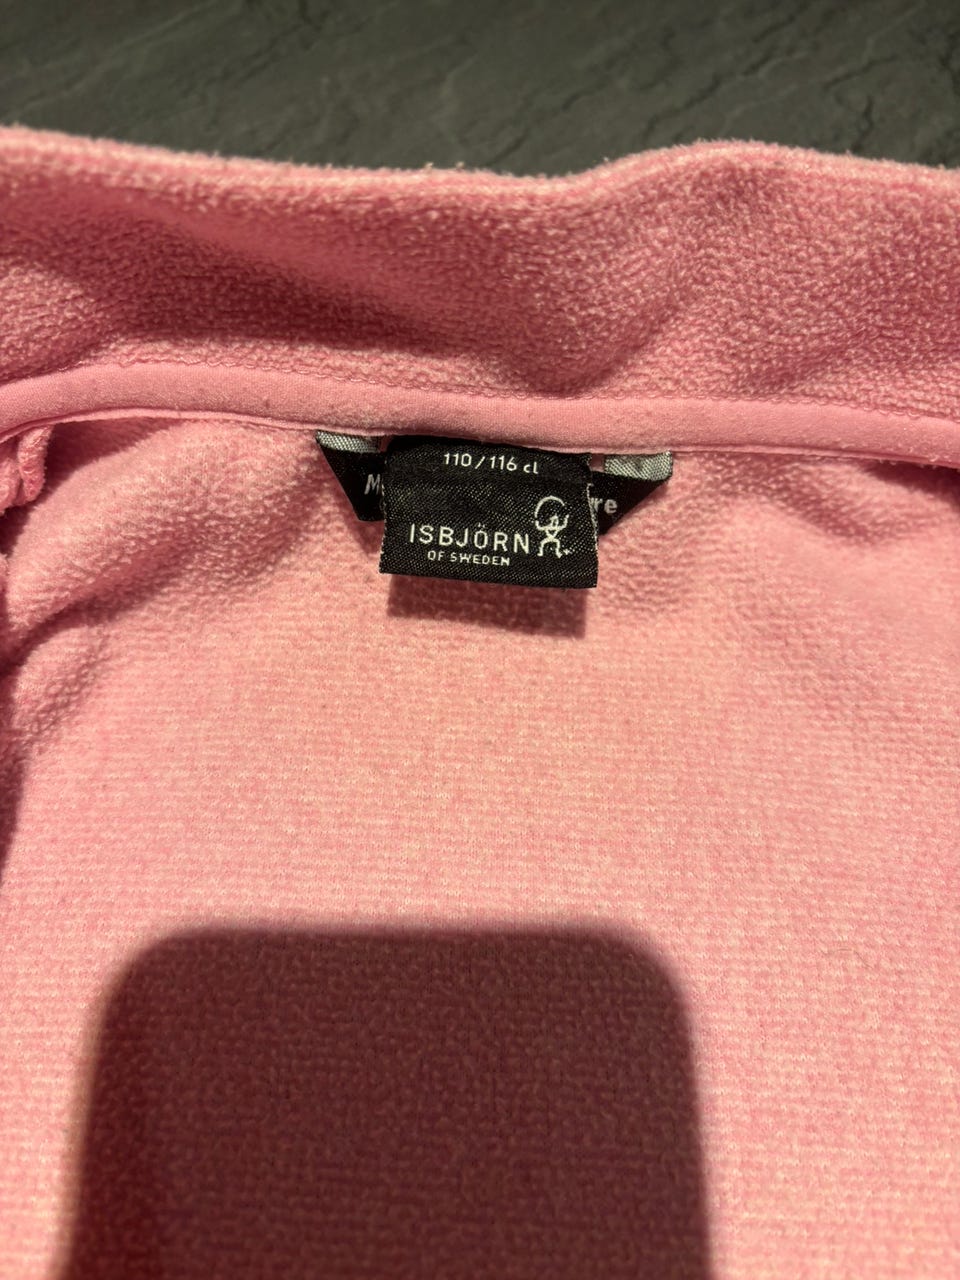 110/116 cl
ISBJÖRN
OF SWEDEN